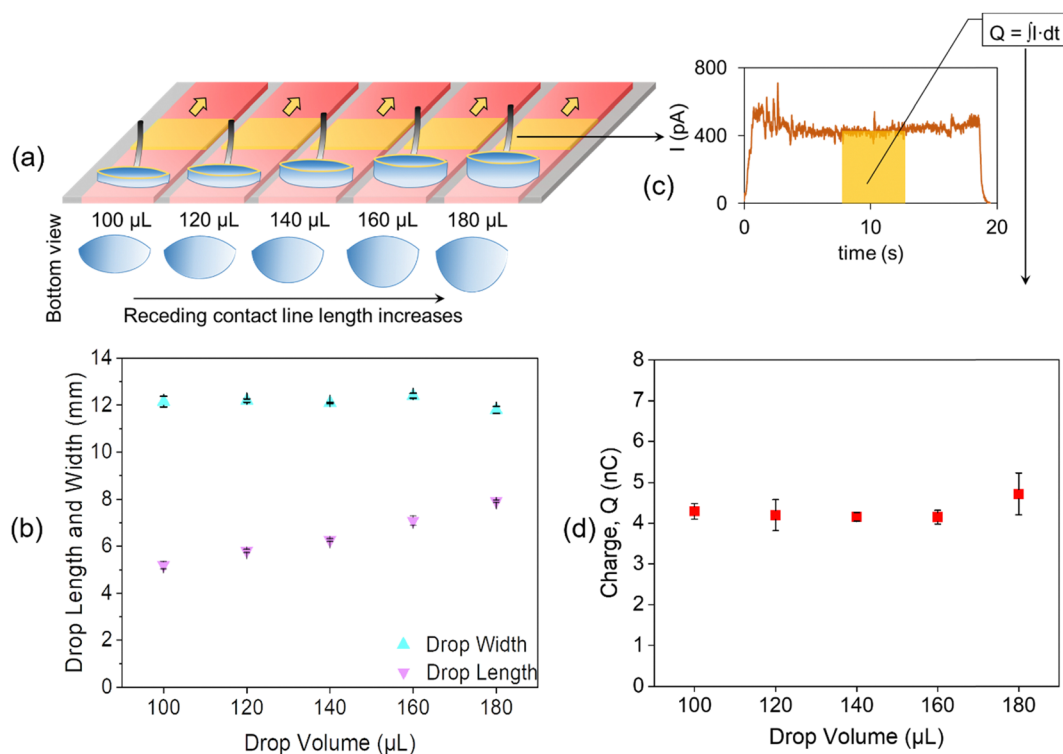 (a)
100 µL
120 µL
140 µL
160 µL
180 µL
Bottom view
Receding contact line length increases
Q = ∫I·dt
(c)
I (pA)
800
400
0
0
10
20
time (s)
(b)
Drop Length and Width (mm)
14
12
10
8
6
4
2
0
Drop Width
Drop Length
100
120
140
160
180
Drop Volume (µL)
(d)
Charge, Q (nC)
8
7
6
5
4
3
2
1
0
100
120
140
160
180
Drop Volume (µL)